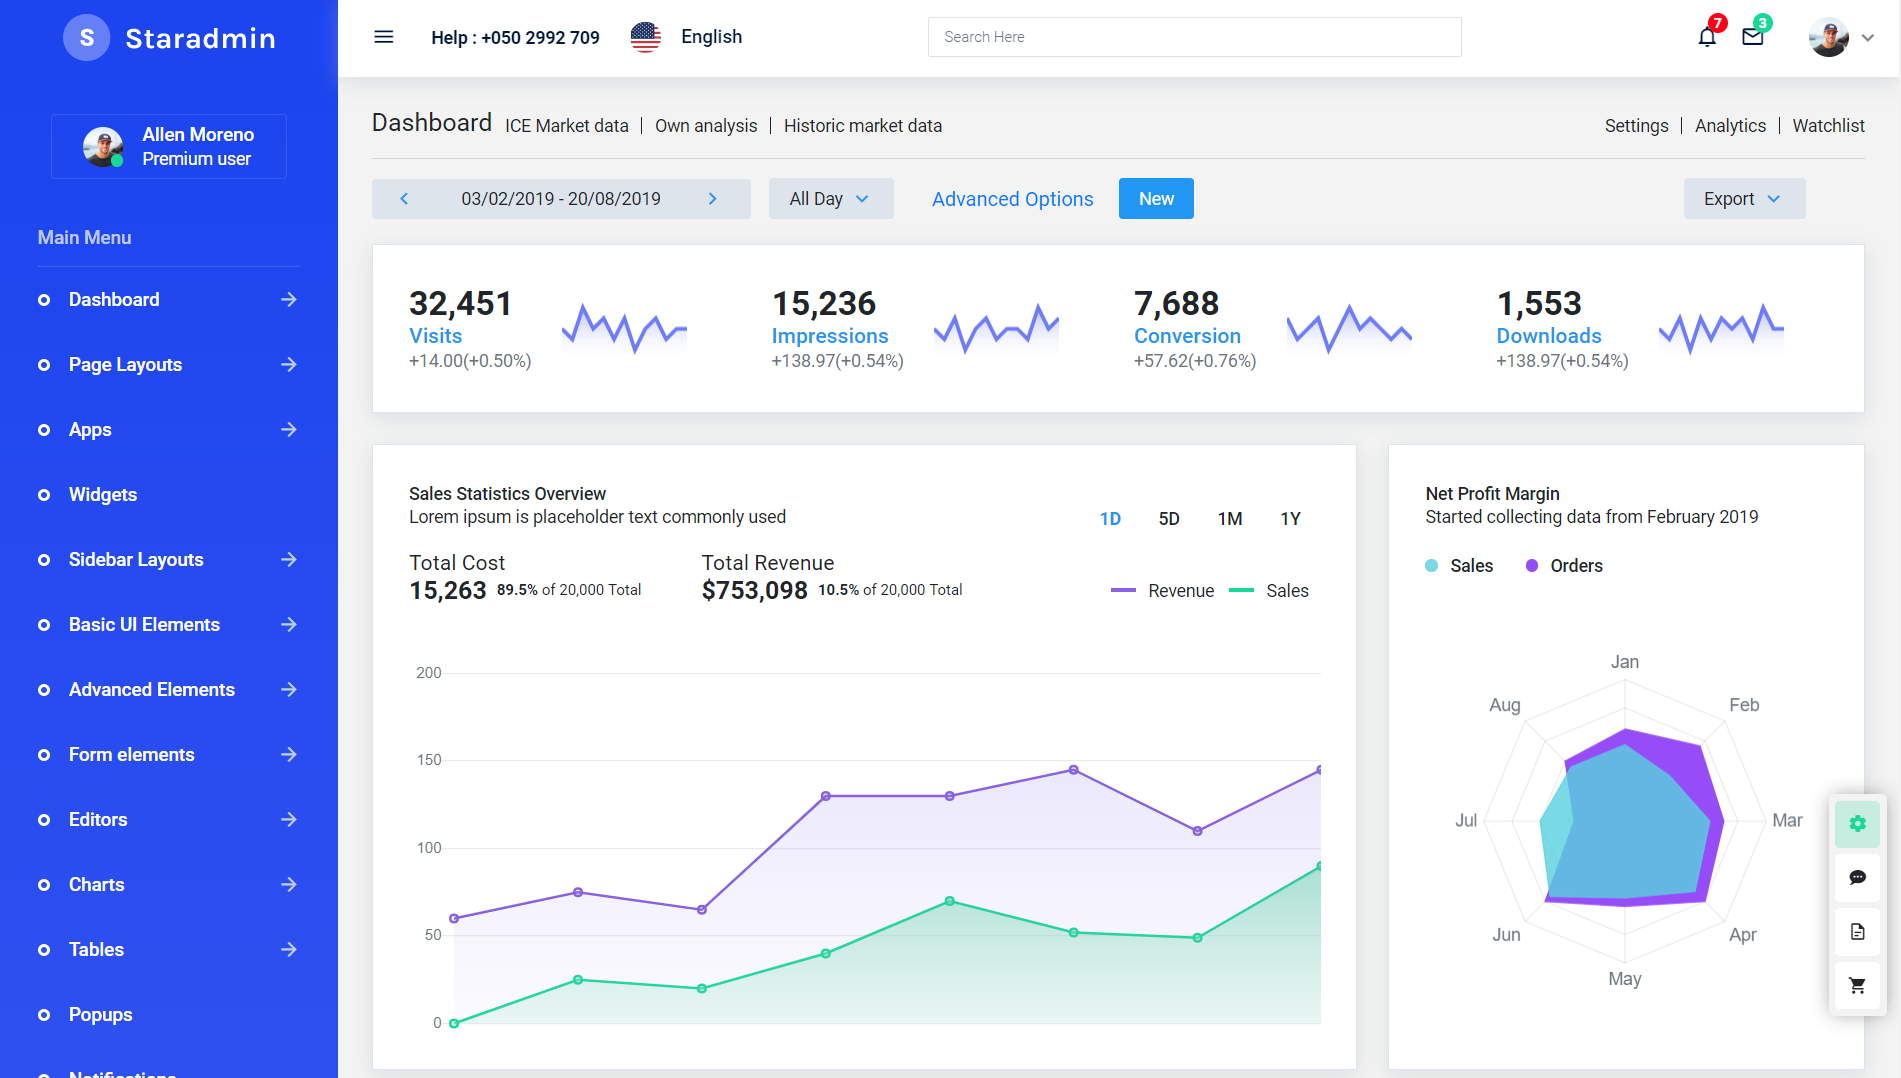 S Staradmin
Help : +050 2992 709
English
Search Here
7
3
Allen Moreno
Premium user
Main Menu
Dashboard
Page Layouts
Apps
Widgets
Sidebar Layouts
Basic UI Elements
Advanced Elements
Form elements
Editors
Charts
Tables
Popups
Notifications
Dashboard ICE Market data | Own analysis | Historic market data
Settings | Analytics | Watchlist
03/02/2019 - 20/08/2019
All Day
Advanced Options
New
Export
32,451
Visits
+14.00(+0.50%)
15,236
Impressions
+138.97(+0.54%)
7,688
Conversion
+57.62(+0.76%)
1,553
Downloads
+138.97(+0.54%)
Sales Statistics Overview
Lorem ipsum is placeholder text commonly used
1D 5D 1M 1Y
Total Cost
15,263 89.5% of 20,000 Total
Total Revenue
$753,098 10.5% of 20,000 Total
Revenue Sales
200
150
100
50
0
Net Profit Margin
Started collecting data from February 2019
Sales Orders
Jan
Feb
Mar
Apr
May
Jun
Jul
Aug